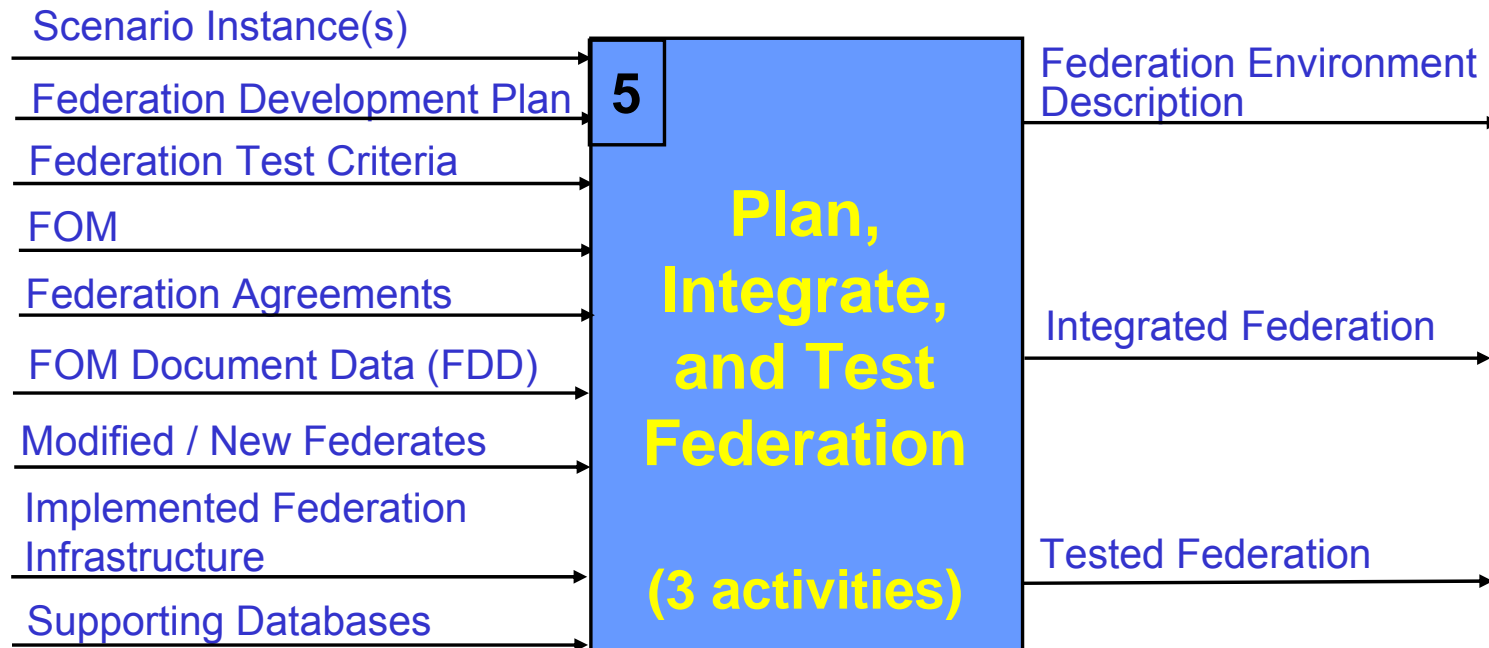 Scenario Instance(s)
Federation Development Plan
Federation Test Criteria
FOM
Federation Agreements
FOM Document Data (FDD)
Modified / New Federates
Implemented Federation
Infrastructure
Supporting Databases
5
Plan,
Integrate,
and Test
Federation
(3 activities)
Federation Environment
Description
Integrated Federation
Tested Federation